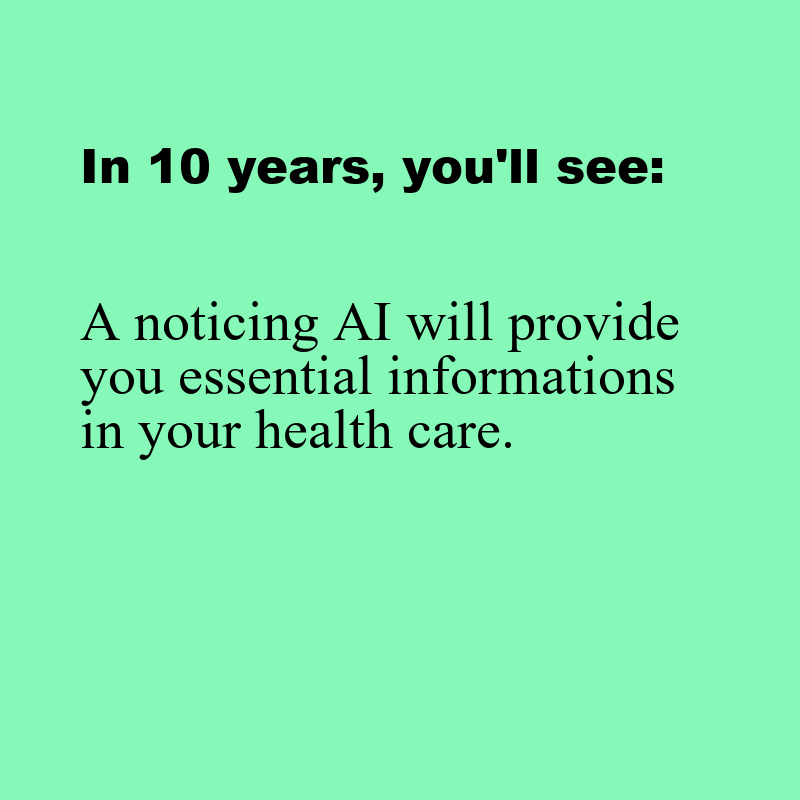 In 10 years, you'll see:
A noticing AI will provide
you essential informations
in your health care.